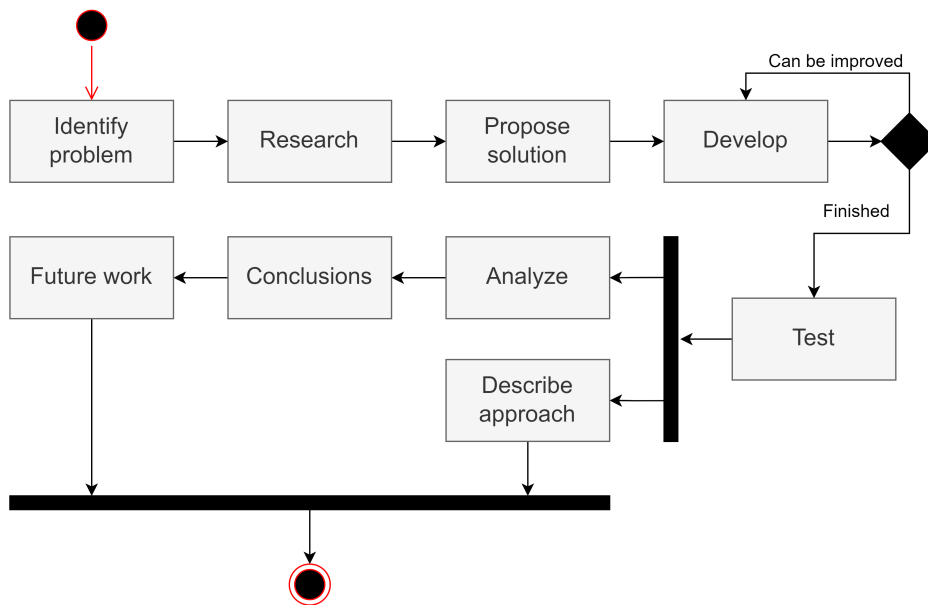 Can be improved
Identify
problem
Research
Propose
solution
Develop
Finished
Future work
Conclusions
Analyze
Test
Describe
approach